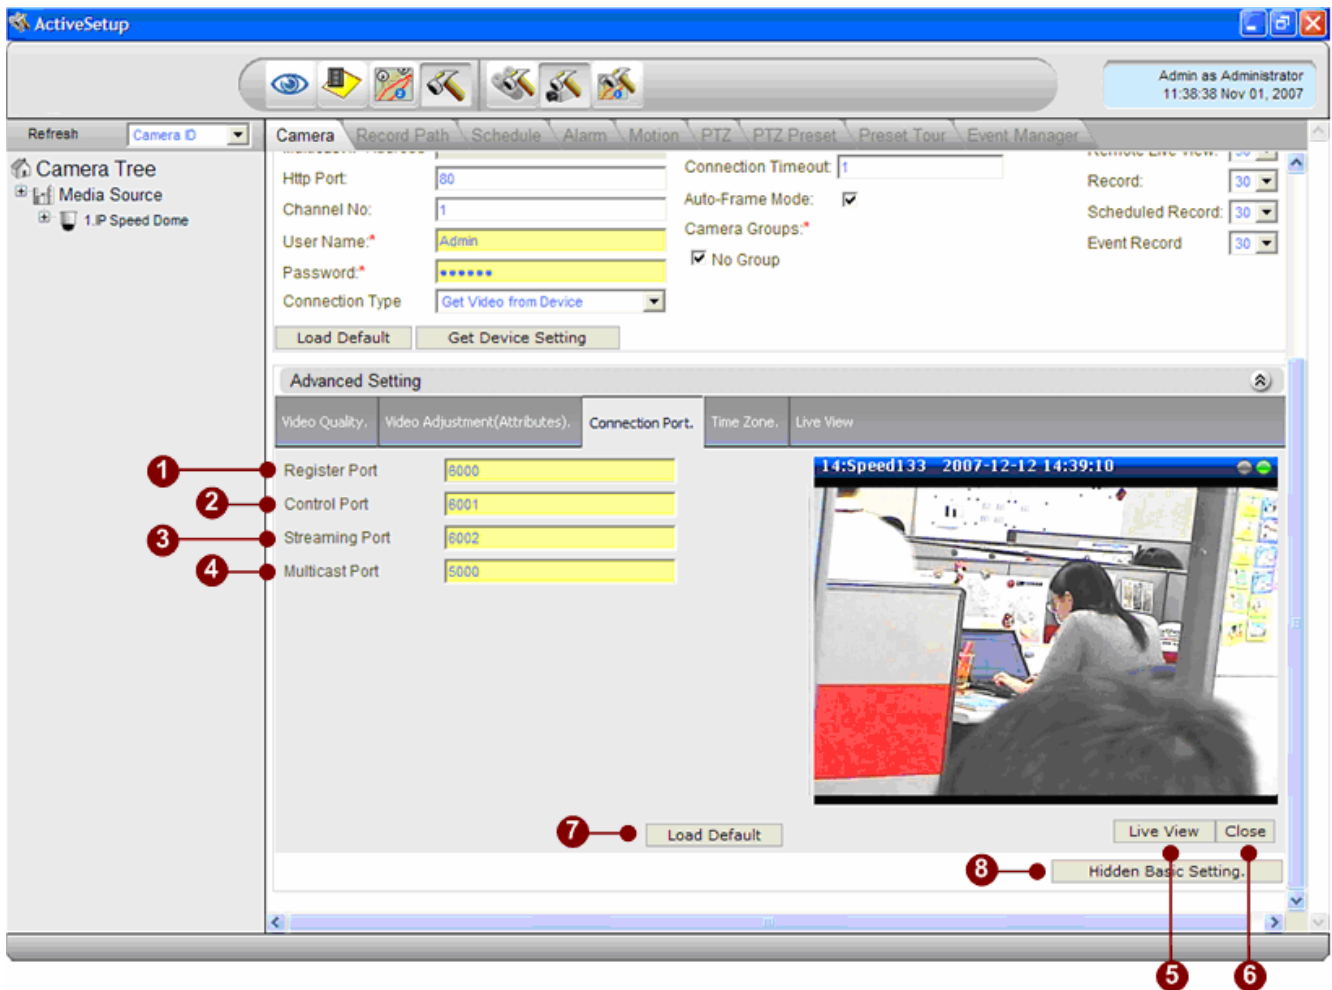 ActiveSetup
Admin as Administrator
11:38:38 Nov 01, 2007
Refresh
Camera ID
Camera Record Path Schedule Alarm Motion PTZ PTZ Preset Preset Tour Event Manager
Camera Tree
Media Source
1.IP Speed Dome
Http Port: 80
Channel No: 1
User Name:* Admin
Password:* ••••••
Connection Type Get Video from Device
Connection Timeout: 1
Auto-Frame Mode:
Camera Groups:*
No Group
Remote Live View: 30
Record: 30
Scheduled Record: 30
Event Record 30
Load Default Get Device Setting
Advanced Setting
Video Quality. Video Adjustment(Attributes). Connection Port. Time Zone. Live View
1 Register Port 6000
2 Control Port 6001
3 Streaming Port 6002
4 Multicast Port 5000
14:Speed133 2007-12-12 14:39:10
7 Load Default
Live View Close
8 Hidden Basic Setting.
5 6